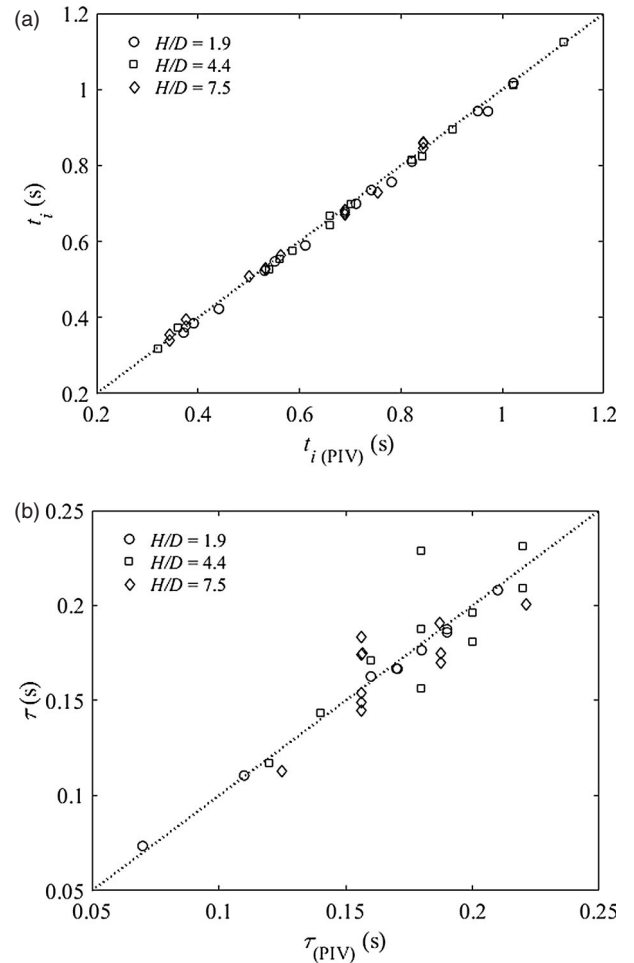 (a)
1.2
1
0.8
0.6
0.4
0.2
t_i (s)
H/D = 1.9
H/D = 4.4
H/D = 7.5
0.2 0.4 0.6 0.8 1 1.2
t_i (PIV) (s)
(b)
0.25
0.2
0.15
0.1
0.05
τ (s)
H/D = 1.9
H/D = 4.4
H/D = 7.5
0.05 0.1 0.15 0.2 0.25
τ(PIV) (s)